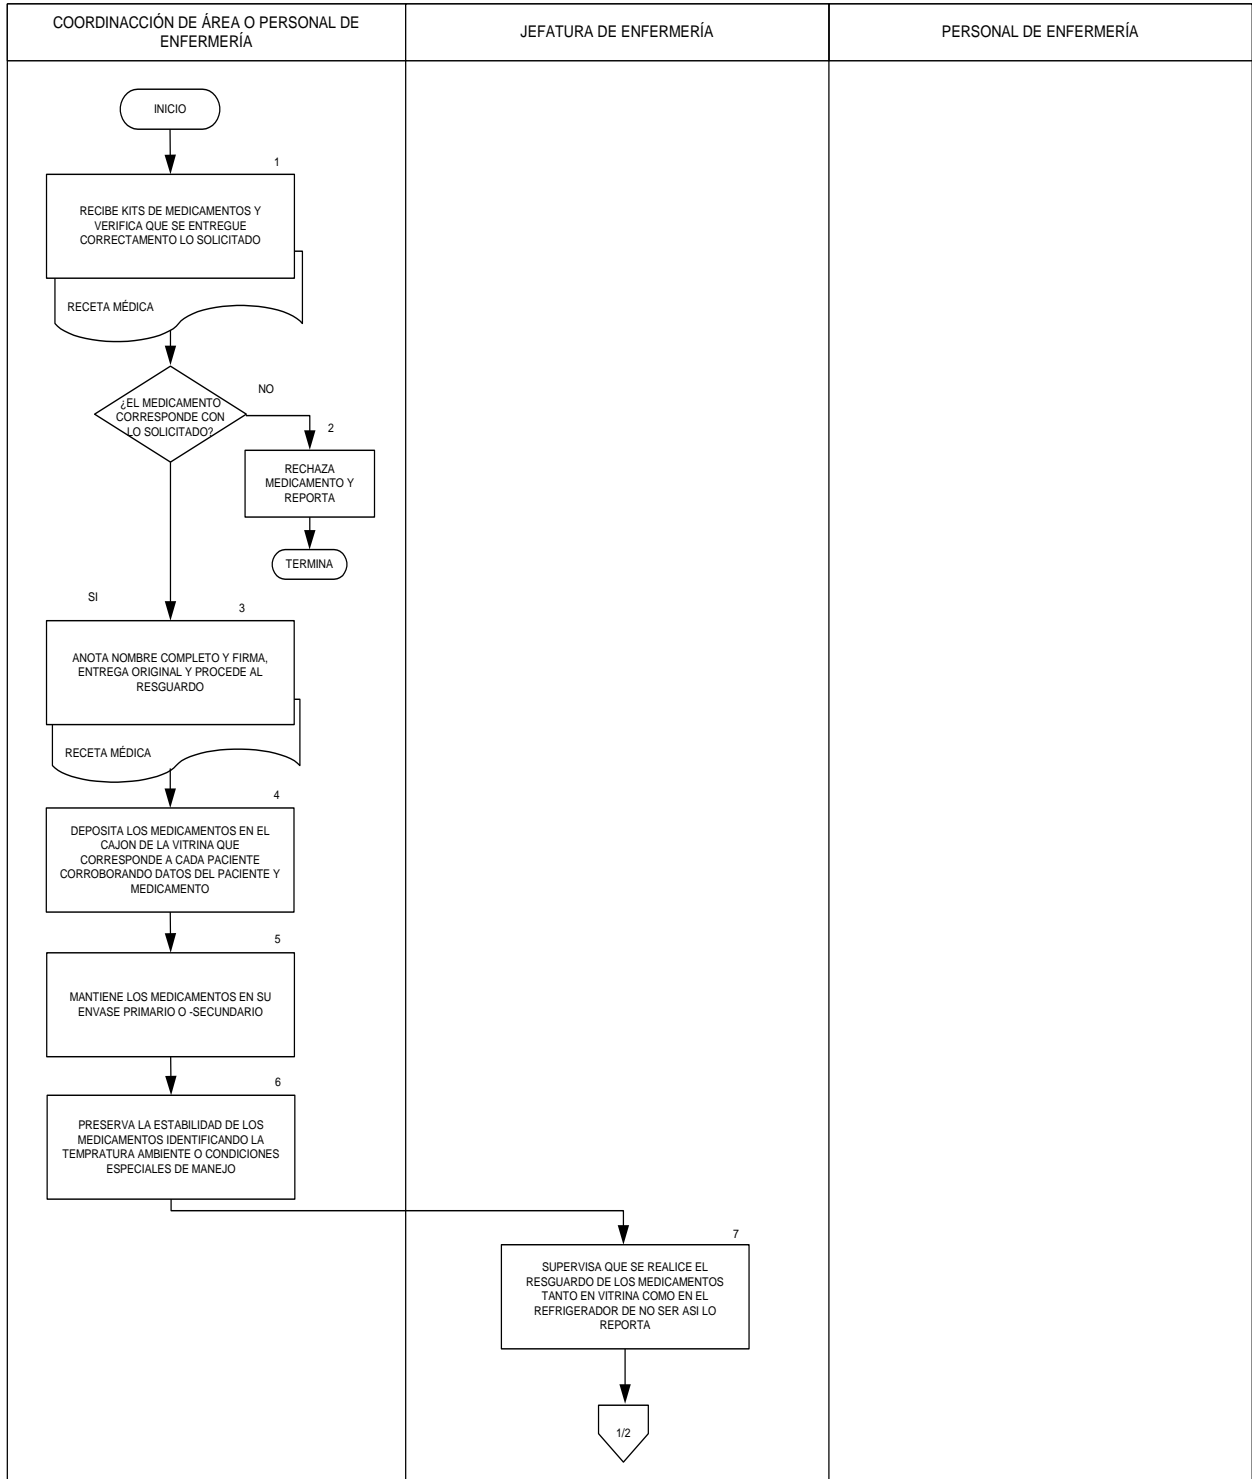 COORDINACCIÓN DE ÁREA O PERSONAL DE
ENFERMERÍA
JEFATURA DE ENFERMERÍA
PERSONAL DE ENFERMERÍA
INICIO
1
RECIBE KITS DE MEDICAMENTOS Y
VERIFICA QUE SE ENTREGUE
CORRECTAMENTO LO SOLICITADO
RECETA MÉDICA
¿EL MEDICAMENTO
CORRESPONDE CON
LO SOLICITADO?
NO
2
RECHAZA
MEDICAMENTO Y
REPORTA
TERMINA
SI
3
ANOTA NOMBRE COMPLETO Y FIRMA,
ENTREGA ORIGINAL Y PROCEDE AL
RESGUARDO
RECETA MÉDICA
4
DEPOSITA LOS MEDICAMENTOS EN EL
CAJON DE LA VITRINA QUE
CORRESPONDE A CADA PACIENTE
CORROBORANDO DATOS DEL PACIENTE Y
MEDICAMENTO
5
MANTIENE LOS MEDICAMENTOS EN SU
ENVASE PRIMARIO O -SECUNDARIO
6
PRESERVA LA ESTABILIDAD DE LOS
MEDICAMENTOS IDENTIFICANDO LA
TEMPRATURA AMBIENTE O CONDICIONES
ESPECIALES DE MANEJO
7
SUPERVISA QUE SE REALICE EL
RESGUARDO DE LOS MEDICAMENTOS
TANTO EN VITRINA COMO EN EL
REFRIGERADOR DE NO SER ASI LO
REPORTA
1/2